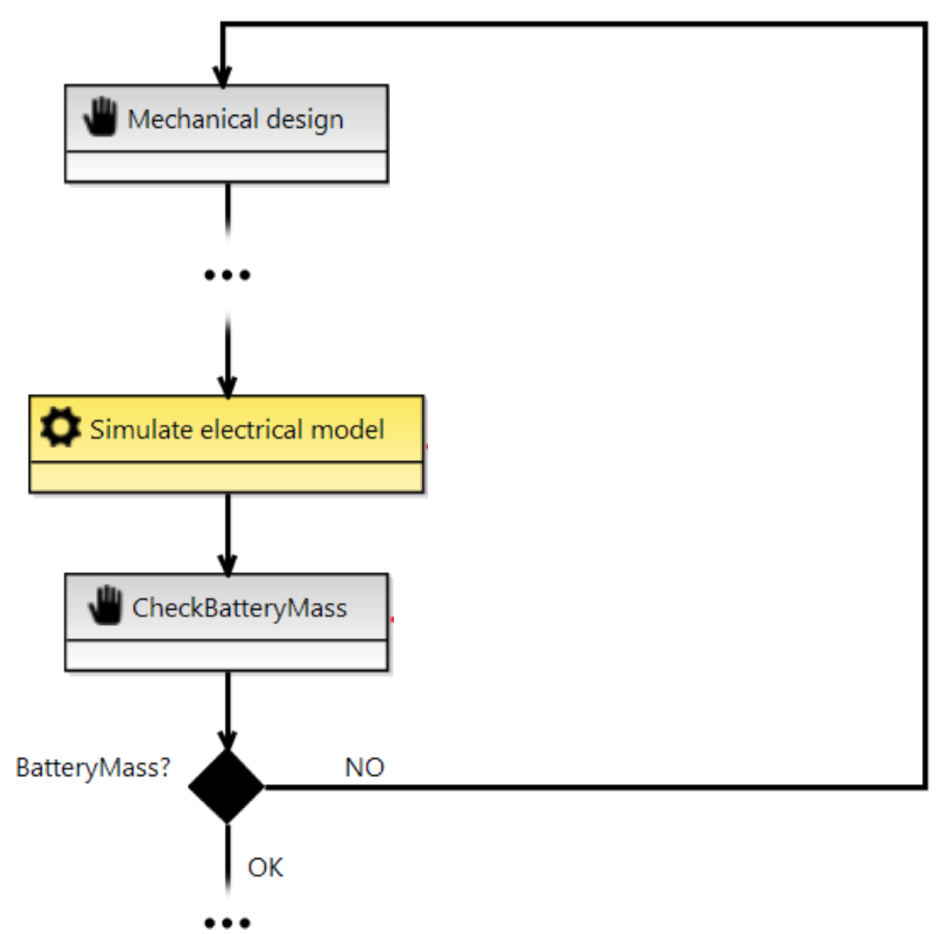 Mechanical design
•••
Simulate electrical model
CheckBatteryMass
BatteryMass?
NO
OK
•••